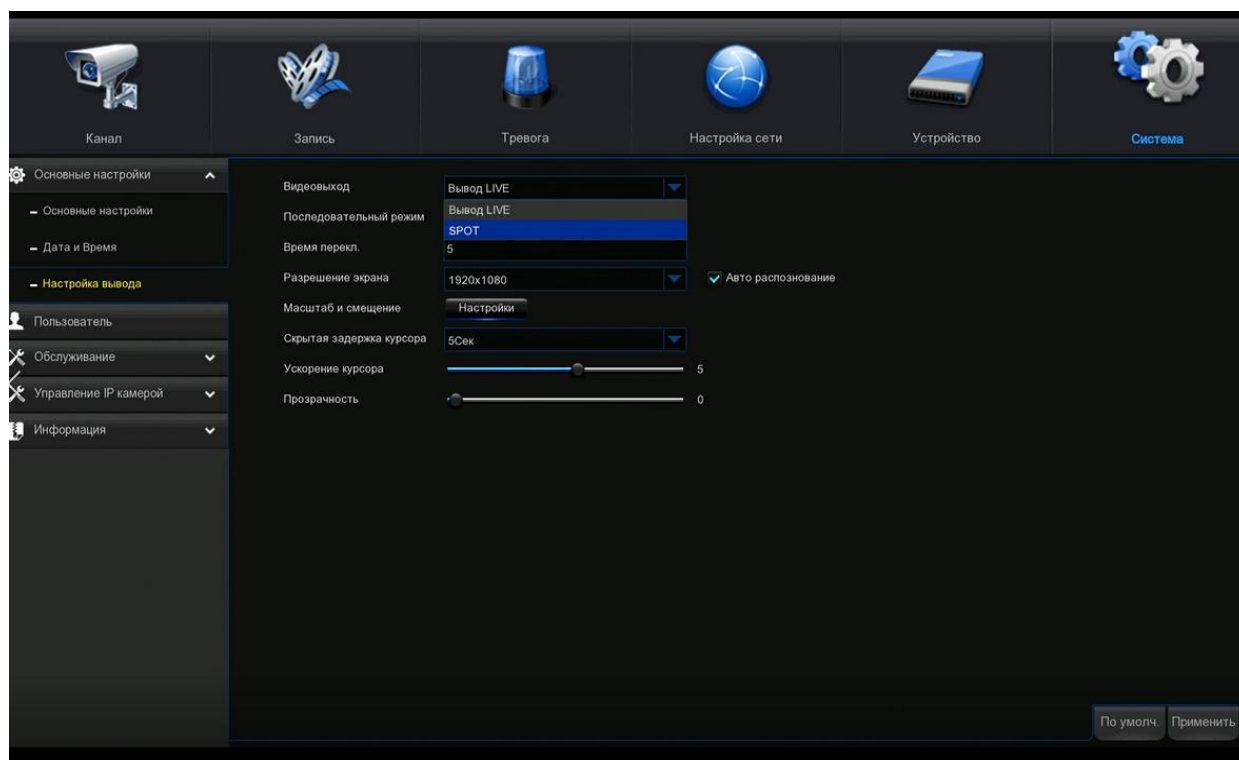 Канал
Запись
Тревога
Настройка сети
Устройство
Система
Основные настройки
Основные настройки
Дата и Время
Настройка вывода
Пользователь
Обслуживание
Управление IP камерой
Информация
Видеовыход Вывод LIVE
Вывод LIVE
Последовательный режим
SPOT
Время перекл. 5
Разрешение экрана 1920x1080 Авто распознование
Масштаб и смещение Настройки
Скрытая задержка курсора 5Сек
Ускорение курсора 5
Прозрачность 0
По умолч. Применить